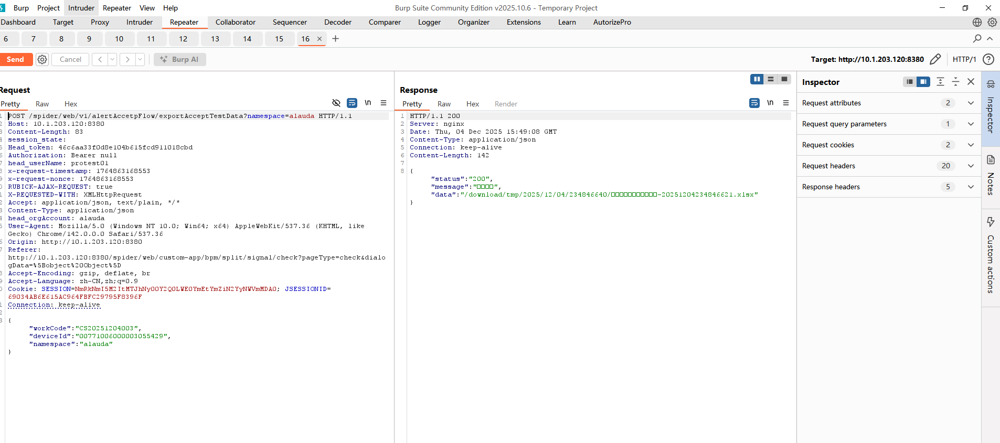 Burp Project Intruder Repeater View Help Burp Suite Community Edition v2025.10.6 - Temporary Project
Dashboard Target Proxy Intruder Repeater Collaborator Sequencer Decoder Comparer Logger Organizer Extensions Learn AutorizePro
6 7 8 9 10 11 12 13 14 15 16 × +
Send Cancel < > Burp AI Target: http://10.1.203.120:8380 HTTP/1 ?
Request
Pretty Raw Hex \n
POST /spider/web/v1/alertAccetpFlow/exportAcceptTestData?namespace=alauda HTTP/1.1
Host: 10.1.203.120:8380
Content-Length: 83
session_state:
Head_token: 46c6aa33f0d8e104b615fcd911018cbd
Authorization: Bearer null
head_userName: protest01
x-request-timestamp: 1764863168553
x-request-nonce: 1764863168553
RUBICK-AJAX-REQUEST: true
X-REQUESTED-WITH: XMLHttpRequest
Accept: application/json, text/plain, */*
Content-Type: application/json
head_orgAccount: alauda
User-Agent: Mozilla/5.0 (Windows NT 10.0; Win64; x64) AppleWebKit/537.36 (KHTML, like
Gecko) Chrome/142.0.0.0 Safari/537.36
Origin: http://10.1.203.120:8380
Referer:
http://10.1.203.120:8380/spider/web/custom-app/bpm/split/signal/check?pageType=check&dialo
gData=%5Bobject%20Object%5D
Accept-Encoding: gzip, deflate, br
Accept-Language: zh-CN,zh;q=0.9
Cookie: SESSION=NmRkNmI5M2ItMTJhNy00Y2Q0LWE0YmEtYmZiN2YyNWVmMDA0; JSESSIONID=
69034AB6E615AC964FBFC29795F8396F
Connection: keep-alive
{
"workCode":"CS20251204003",
"deviceId":"00771006000003055429",
"namespace":"alauda"
}
Response
Pretty Raw Hex Render \n
1 HTTP/1.1 200
2 Server: nginx
3 Date: Thu, 04 Dec 2025 15:49:08 GMT
4 Content-Type: application/json
5 Connection: keep-alive
6 Content-Length: 142
7
8 {
"status":"200",
"message":"□□□□",
"data":"/download/tmp/2025/12/04/234846640/□□□□□□□□□□□-20251204234846621.xlsx"
}
Inspector
Request attributes 2
Request query parameters 1
Request cookies 2
Request headers 20
Response headers 5
Inspector
Notes
Custom actions